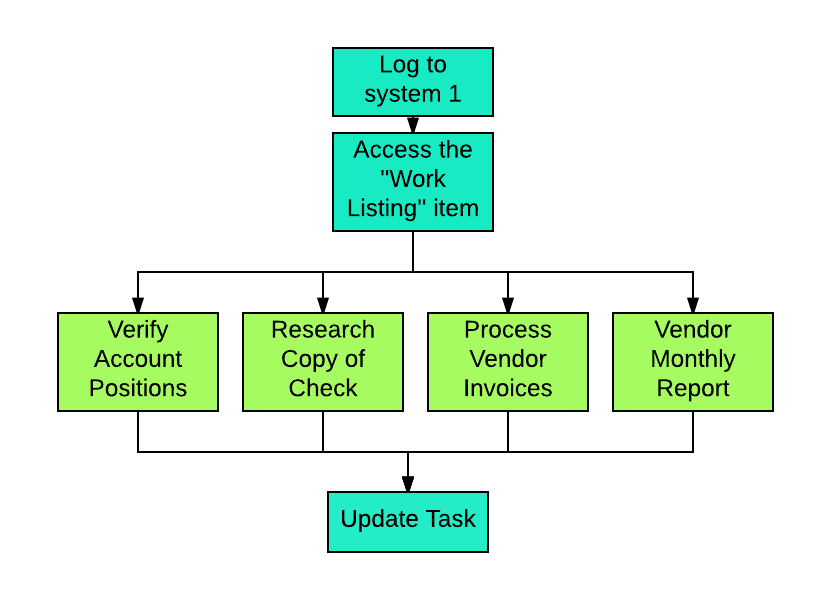 Log to
system 1
Access the
"Work
Listing" item
Verify
Account
Positions
Research
Copy of
Check
Process
Vendor
Invoices
Vendor
Monthly
Report
Update Task